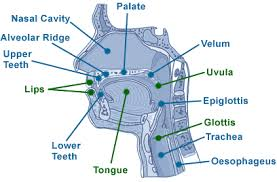 Palate
Nasal Cavity
Alveolar Ridge
Upper
Teeth
Velum
Uvula
Lips
Epiglottis
Glottis
Trachea
Lower
Teeth
Tongue
Oesophageus